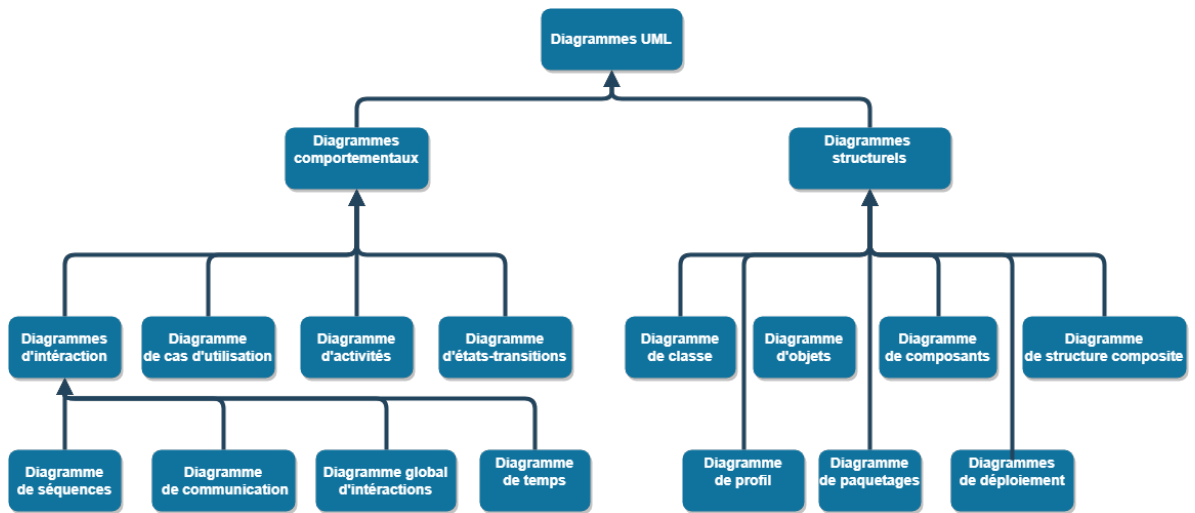 Diagrammes UML
Diagrammes
comportementaux
Diagrammes
structurels
Diagrammes
d'intéraction
Diagramme
de cas d'utilisation
Diagramme
d'activités
Diagramme
d'états-transitions
Diagramme
de classe
Diagramme
d'objets
Diagramme
de composants
Diagramme
de structure composite
Diagramme
de séquences
Diagramme
de communication
Diagramme global
d'intéractions
Diagramme
de temps
Diagramme
de profil
Diagramme
de paquetages
Diagrammes
de déploiement